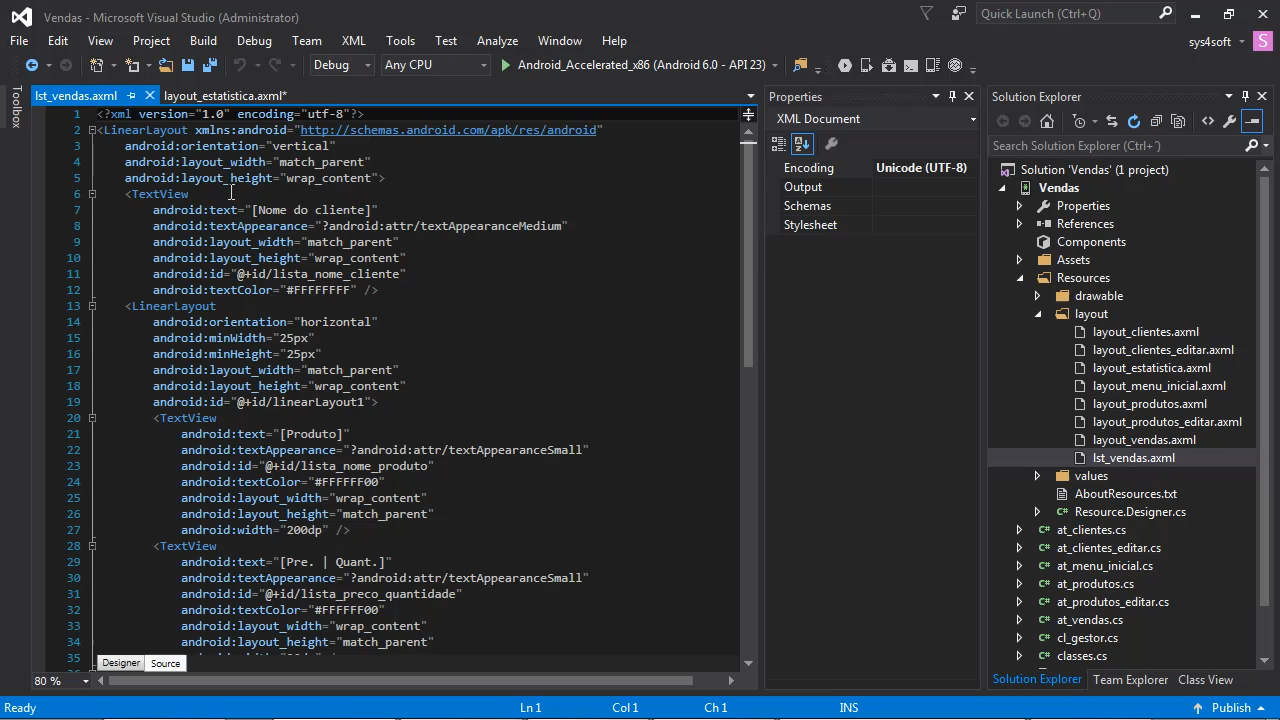 Vendas - Microsoft Visual Studio (Administrator)
Quick Launch (Ctrl+Q)
File Edit View Project Build Debug Team XML Tools Test Analyze Window Help
sys4soft S
Debug Any CPU Android_Accelerated_x86 (Android 6.0 - API 23)
Toolbox
lst_vendas.axml layout_estatistica.axml*
1 <?xml version="1.0" encoding="utf-8"?>
2 <LinearLayout xmlns:android="http://schemas.android.com/apk/res/android"
3 android:orientation="vertical"
4 android:layout_width="match_parent"
5 android:layout_height="wrap_content">
6 <TextView
7 android:text="[Nome do cliente]"
8 android:textAppearance="?android:attr/textAppearanceMedium"
9 android:layout_width="match_parent"
10 android:layout_height="wrap_content"
11 android:id="@+id/lista_nome_cliente"
12 android:textColor="#FFFFFFFF" />
13 <LinearLayout
14 android:orientation="horizontal"
15 android:minWidth="25px"
16 android:minHeight="25px"
17 android:layout_width="match_parent"
18 android:layout_height="wrap_content"
19 android:id="@+id/linearLayout1">
20 <TextView
21 android:text="[Produto]"
22 android:textAppearance="?android:attr/textAppearanceSmall"
23 android:id="@+id/lista_nome_produto"
24 android:textColor="#FFFFFF00"
25 android:layout_width="wrap_content"
26 android:layout_height="match_parent"
27 android:width="200dp" />
28 <TextView
29 android:text="[Pre. | Quant.]"
30 android:textAppearance="?android:attr/textAppearanceSmall"
31 android:id="@+id/lista_preco_quantidade"
32 android:textColor="#FFFFFF00"
33 android:layout_width="wrap_content"
34 android:layout_height="match_parent"
35
Designer Source
80 %
Properties
XML Document
Encoding Unicode (UTF-8)
Output
Schemas
Stylesheet
Solution Explorer
Search Solution Explorer (Ctrl+´)
Solution 'Vendas' (1 project)
Vendas
Properties
References
Components
Assets
Resources
drawable
layout
layout_clientes.axml
layout_clientes_editar.axml
layout_estatistica.axml
layout_menu_inicial.axml
layout_produtos.axml
layout_produtos_editar.axml
layout_vendas.axml
lst_vendas.axml
values
AboutResources.txt
C# Resource.Designer.cs
C# at_clientes.cs
C# at_clientes_editar.cs
C# at_menu_inicial.cs
C# at_produtos.cs
C# at_produtos_editar.cs
C# at_vendas.cs
C# cl_gestor.cs
C# classes.cs
Solution Explorer Team Explorer Class View
Ready Ln 1 Col 1 Ch 1 INS Publish